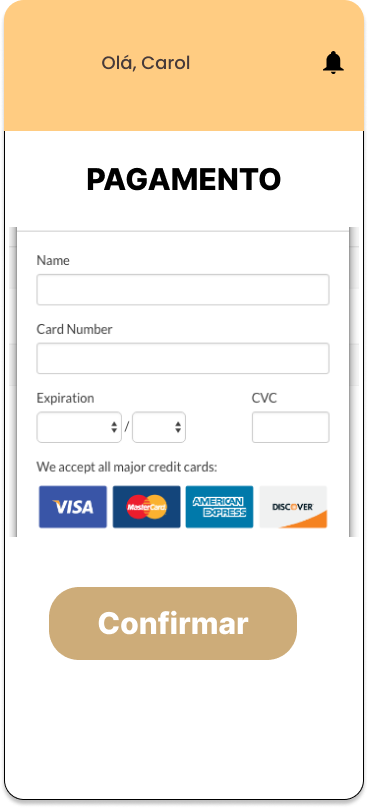 Olá, Carol
PAGAMENTO
Name
Card Number
Expiration CVC
/
We accept all major credit cards:
VISA MasterCard AMERICAN EXPRESS DISCOVER
Confirmar